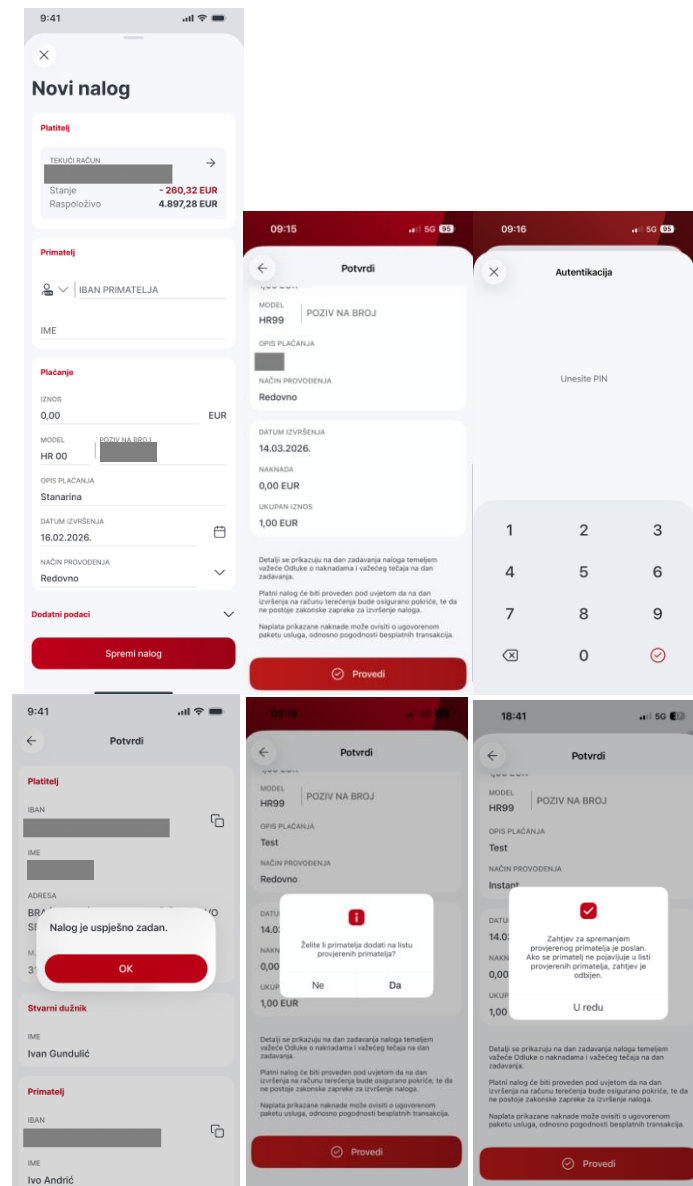 9:41
Novi nalog
Platitelj
TEKUĆI RAČUN
Stanje - 260,32 EUR
Raspoloživo 4.897,28 EUR
Primatelj
IBAN PRIMATELJA
IME
Plaćanje
IZNOS
0,00 EUR
MODEL POZIV NA BROJ
HR 00
OPIS PLAĆANJA
Stanarina
DATUM IZVRŠENJA
16.02.2026.
NAČIN PROVOĐENJA
Redovno
Dodatni podaci
Spremi nalog
09:15
5G 95
Potvrdi
MODEL
HR99 POZIV NA BROJ
OPIS PLAĆANJA
NAČIN PROVOĐENJA
Redovno
DATUM IZVRŠENJA
14.03.2026.
NAKNADA
0,00 EUR
UKUPAN IZNOS
1,00 EUR
Detalji se prikazuju na dan zadavanja naloga temeljem
važeće Odluke o naknadama i važećeg tečaja na dan
zadavanja.
Platni nalog će biti proveden pod uvjetom da na dan
izvršenja na računu terećenja bude osigurano pokriće, te da
ne postoje zakonske zapreke za izvršenje naloga.
Naplata prikazane naknade može ovisiti o ugovorenom
paketu usluga, odnosno pogodnosti besplatnih transakcija.
Provedi
09:16
5G 95
Autentikacija
Unesite PIN
1 2 3
4 5 6
7 8 9
0
9:41
Potvrdi
Platitelj
IBAN
IME
ADRESA
Nalog je uspješno zadan.
OK
Stvarni dužnik
IME
Ivan Gundulić
Primatelj
IBAN
IME
Ivo Andrić
Potvrdi
MODEL
HR99 POZIV NA BROJ
OPIS PLAĆANJA
Test
NAČIN PROVOĐENJA
Redovno
Želite li primatelja dodati na listu
provjerenih primatelja?
Ne Da
1,00 EUR
Detalji se prikazuju na dan zadavanja naloga temeljem
važeće Odluke o naknadama i važećeg tečaja na dan
zadavanja.
Platni nalog će biti proveden pod uvjetom da na dan
izvršenja na računu terećenja bude osigurano pokriće, te da
ne postoje zakonske zapreke za izvršenje naloga.
Naplata prikazane naknade može ovisiti o ugovorenom
paketu usluga, odnosno pogodnosti besplatnih transakcija.
Provedi
18:41
5G
Potvrdi
MODEL
HR99 POZIV NA BROJ
OPIS PLAĆANJA
Test
NAČIN PROVOĐENJA
Instant
Zahtjev za spremanjem
provjerenog primatelja je poslan.
Ako se primatelj ne pojavljuje u listi
provjerenih primatelja, zahtjev je
odbijen.
U redu
Detalji se prikazuju na dan zadavanja naloga temeljem
važeće Odluke o naknadama i važećeg tečaja na dan
zadavanja.
Platni nalog će biti proveden pod uvjetom da na dan
izvršenja na računu terećenja bude osigurano pokriće, te da
ne postoje zakonske zapreke za izvršenje naloga.
Naplata prikazane naknade može ovisiti o ugovorenom
paketu usluga, odnosno pogodnosti besplatnih transakcija.
Provedi